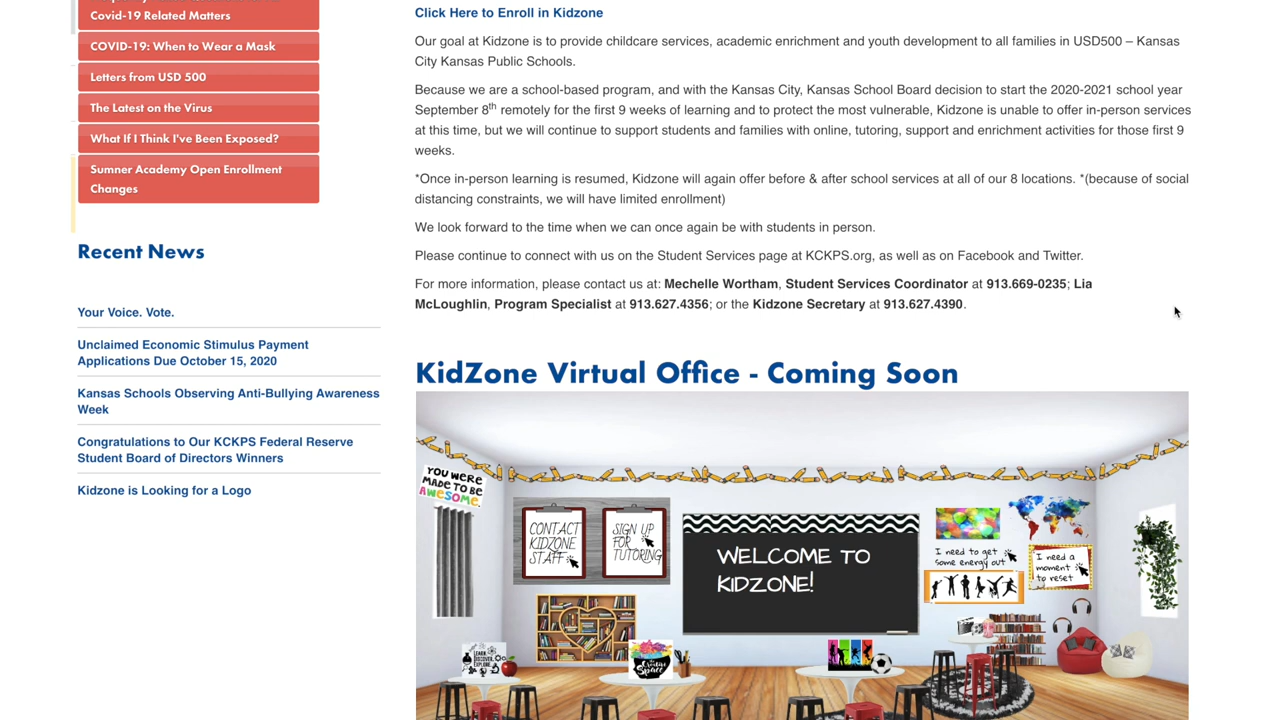 Covid-19 Related Matters
COVID-19: When to Wear a Mask
Letters from USD 500
The Latest on the Virus
What If I Think I've Been Exposed?
Sumner Academy Open Enrollment
Changes
Recent News
Your Voice. Vote.
Unclaimed Economic Stimulus Payment
Applications Due October 15, 2020
Kansas Schools Observing Anti-Bullying Awareness
Week
Congratulations to Our KCKPS Federal Reserve
Student Board of Directors Winners
Kidzone is Looking for a Logo
Click Here to Enroll in Kidzone
Our goal at Kidzone is to provide childcare services, academic enrichment and youth development to all families in USD500 – Kansas
City Kansas Public Schools.
Because we are a school-based program, and with the Kansas City, Kansas School Board decision to start the 2020-2021 school year
September 8th remotely for the first 9 weeks of learning and to protect the most vulnerable, Kidzone is unable to offer in-person services
at this time, but we will continue to support students and families with online, tutoring, support and enrichment activities for those first 9
weeks.
*Once in-person learning is resumed, Kidzone will again offer before & after school services at all of our 8 locations. *(because of social
distancing constraints, we will have limited enrollment)
We look forward to the time when we can once again be with students in person.
Please continue to connect with us on the Student Services page at KCKPS.org, as well as on Facebook and Twitter.
For more information, please contact us at: Mechelle Wortham, Student Services Coordinator at 913.669-0235; Lia
McLoughlin, Program Specialist at 913.627.4356; or the Kidzone Secretary at 913.627.4390.
KidZone Virtual Office - Coming Soon
YOU WERE
MADE TO BE
AWESOME.
CONTACT
KIDZONE
STAFF
SIGN UP
FOR
TUTORING
WELCOME TO
KIDZONE!
I need to get
some energy out
I need a
moment
to reset
LEARN.
DISCOVER.
EXPLORE.
Creative
Space